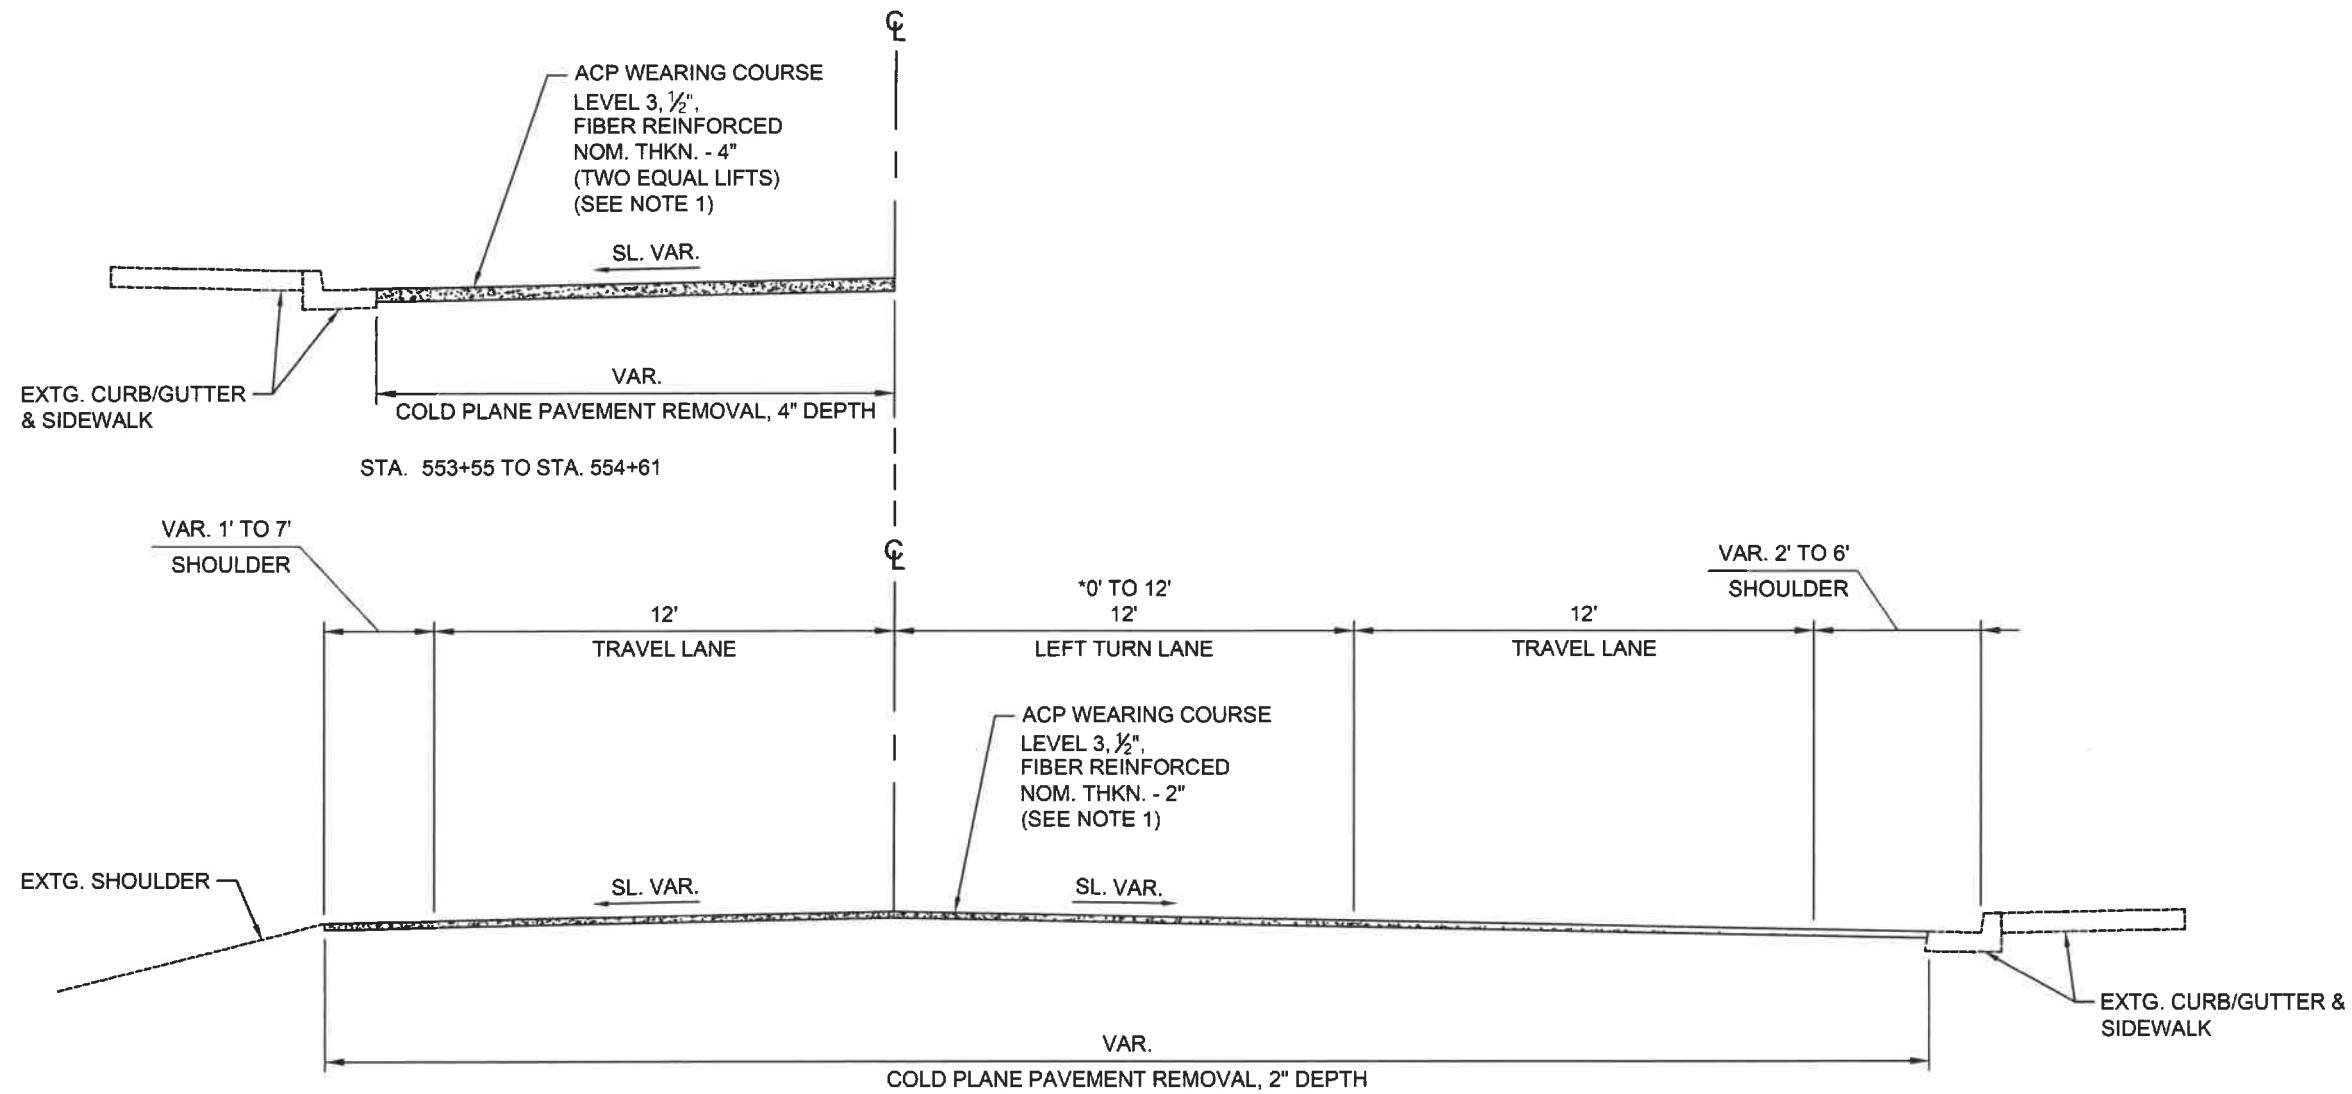 ℄
ACP WEARING COURSE
LEVEL 3, ½",
FIBER REINFORCED
NOM. THKN. - 4"
(TWO EQUAL LIFTS)
(SEE NOTE 1)
SL. VAR.
EXTG. CURB/GUTTER
& SIDEWALK
VAR.
COLD PLANE PAVEMENT REMOVAL, 4" DEPTH
STA. 553+55 TO STA. 554+61
VAR. 1' TO 7'
SHOULDER
℄
VAR. 2' TO 6'
SHOULDER
*0' TO 12'
12'
TRAVEL LANE
12'
LEFT TURN LANE
12'
TRAVEL LANE
ACP WEARING COURSE
LEVEL 3, ½",
FIBER REINFORCED
NOM. THKN. - 2"
(SEE NOTE 1)
EXTG. SHOULDER
SL. VAR.
SL. VAR.
EXTG. CURB/GUTTER &
SIDEWALK
VAR.
COLD PLANE PAVEMENT REMOVAL, 2" DEPTH